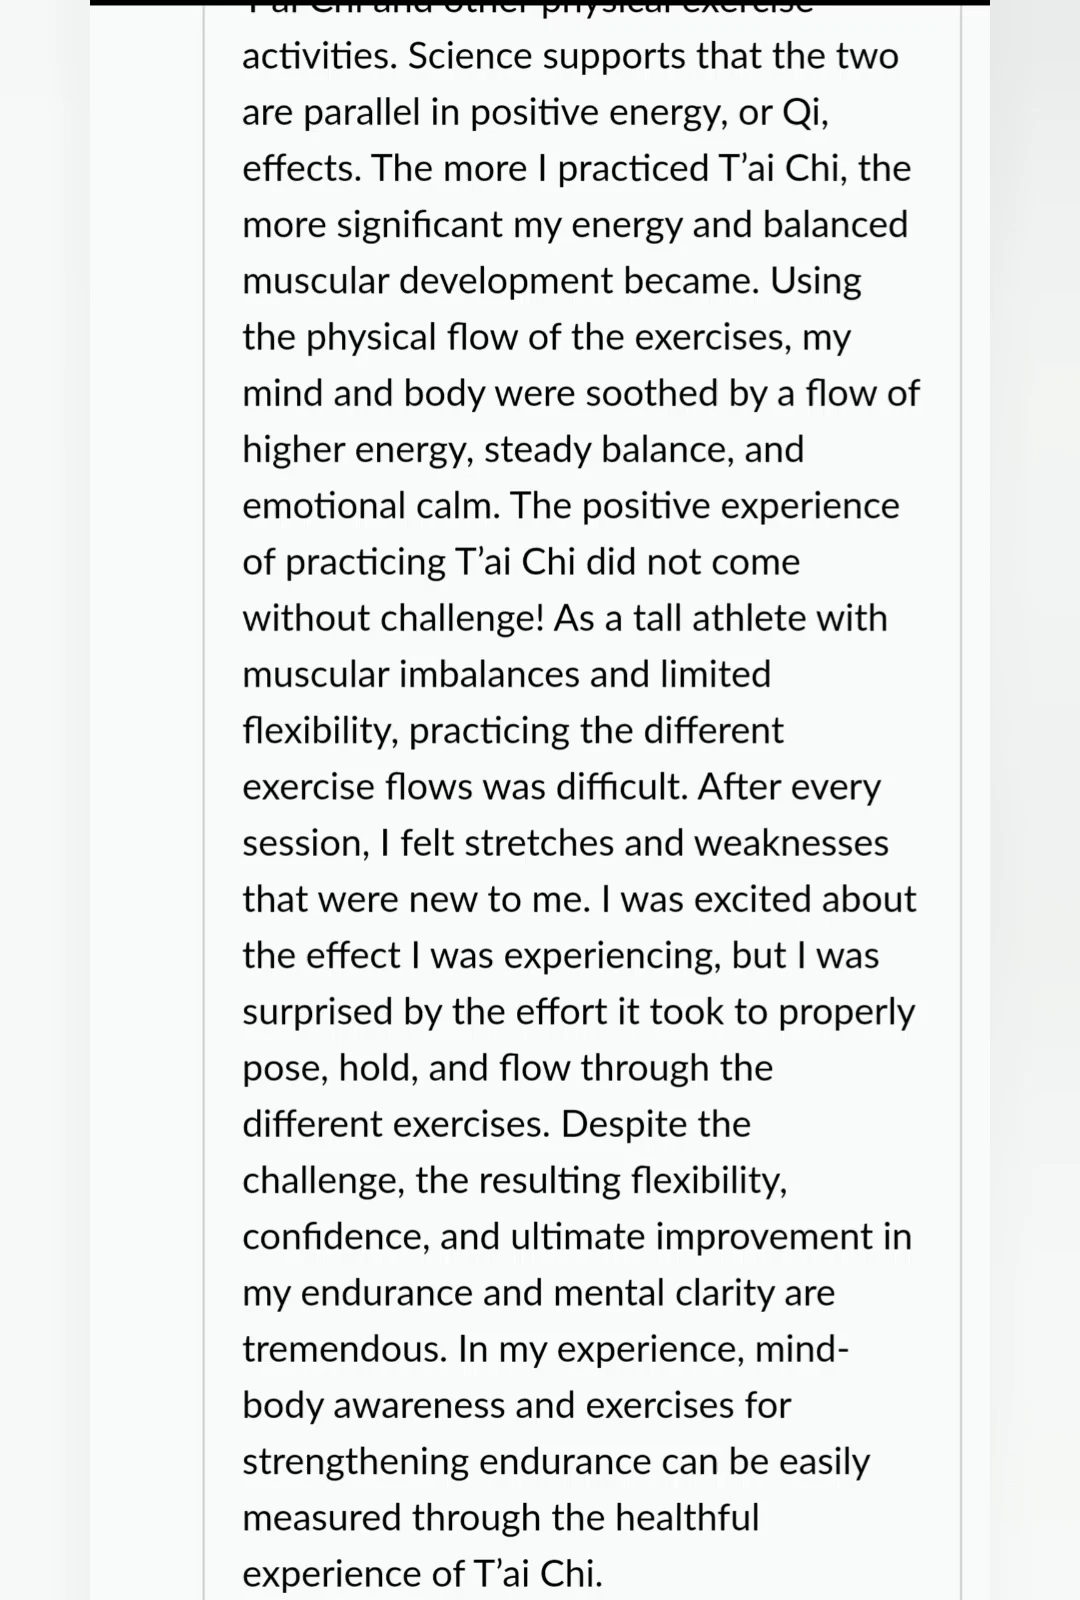 T'ai Chi and other physical exercise
activities. Science supports that the two
are parallel in positive energy, or Qi,
effects. The more I practiced T’ai Chi, the
more significant my energy and balanced
muscular development became. Using
the physical flow of the exercises, my
mind and body were soothed by a flow of
higher energy, steady balance, and
emotional calm. The positive experience
of practicing T’ai Chi did not come
without challenge! As a tall athlete with
muscular imbalances and limited
flexibility, practicing the different
exercise flows was difficult. After every
session, I felt stretches and weaknesses
that were new to me. I was excited about
the effect I was experiencing, but I was
surprised by the effort it took to properly
pose, hold, and flow through the
different exercises. Despite the
challenge, the resulting flexibility,
confidence, and ultimate improvement in
my endurance and mental clarity are
tremendous. In my experience, mind-
body awareness and exercises for
strengthening endurance can be easily
measured through the healthful
experience of T’ai Chi.